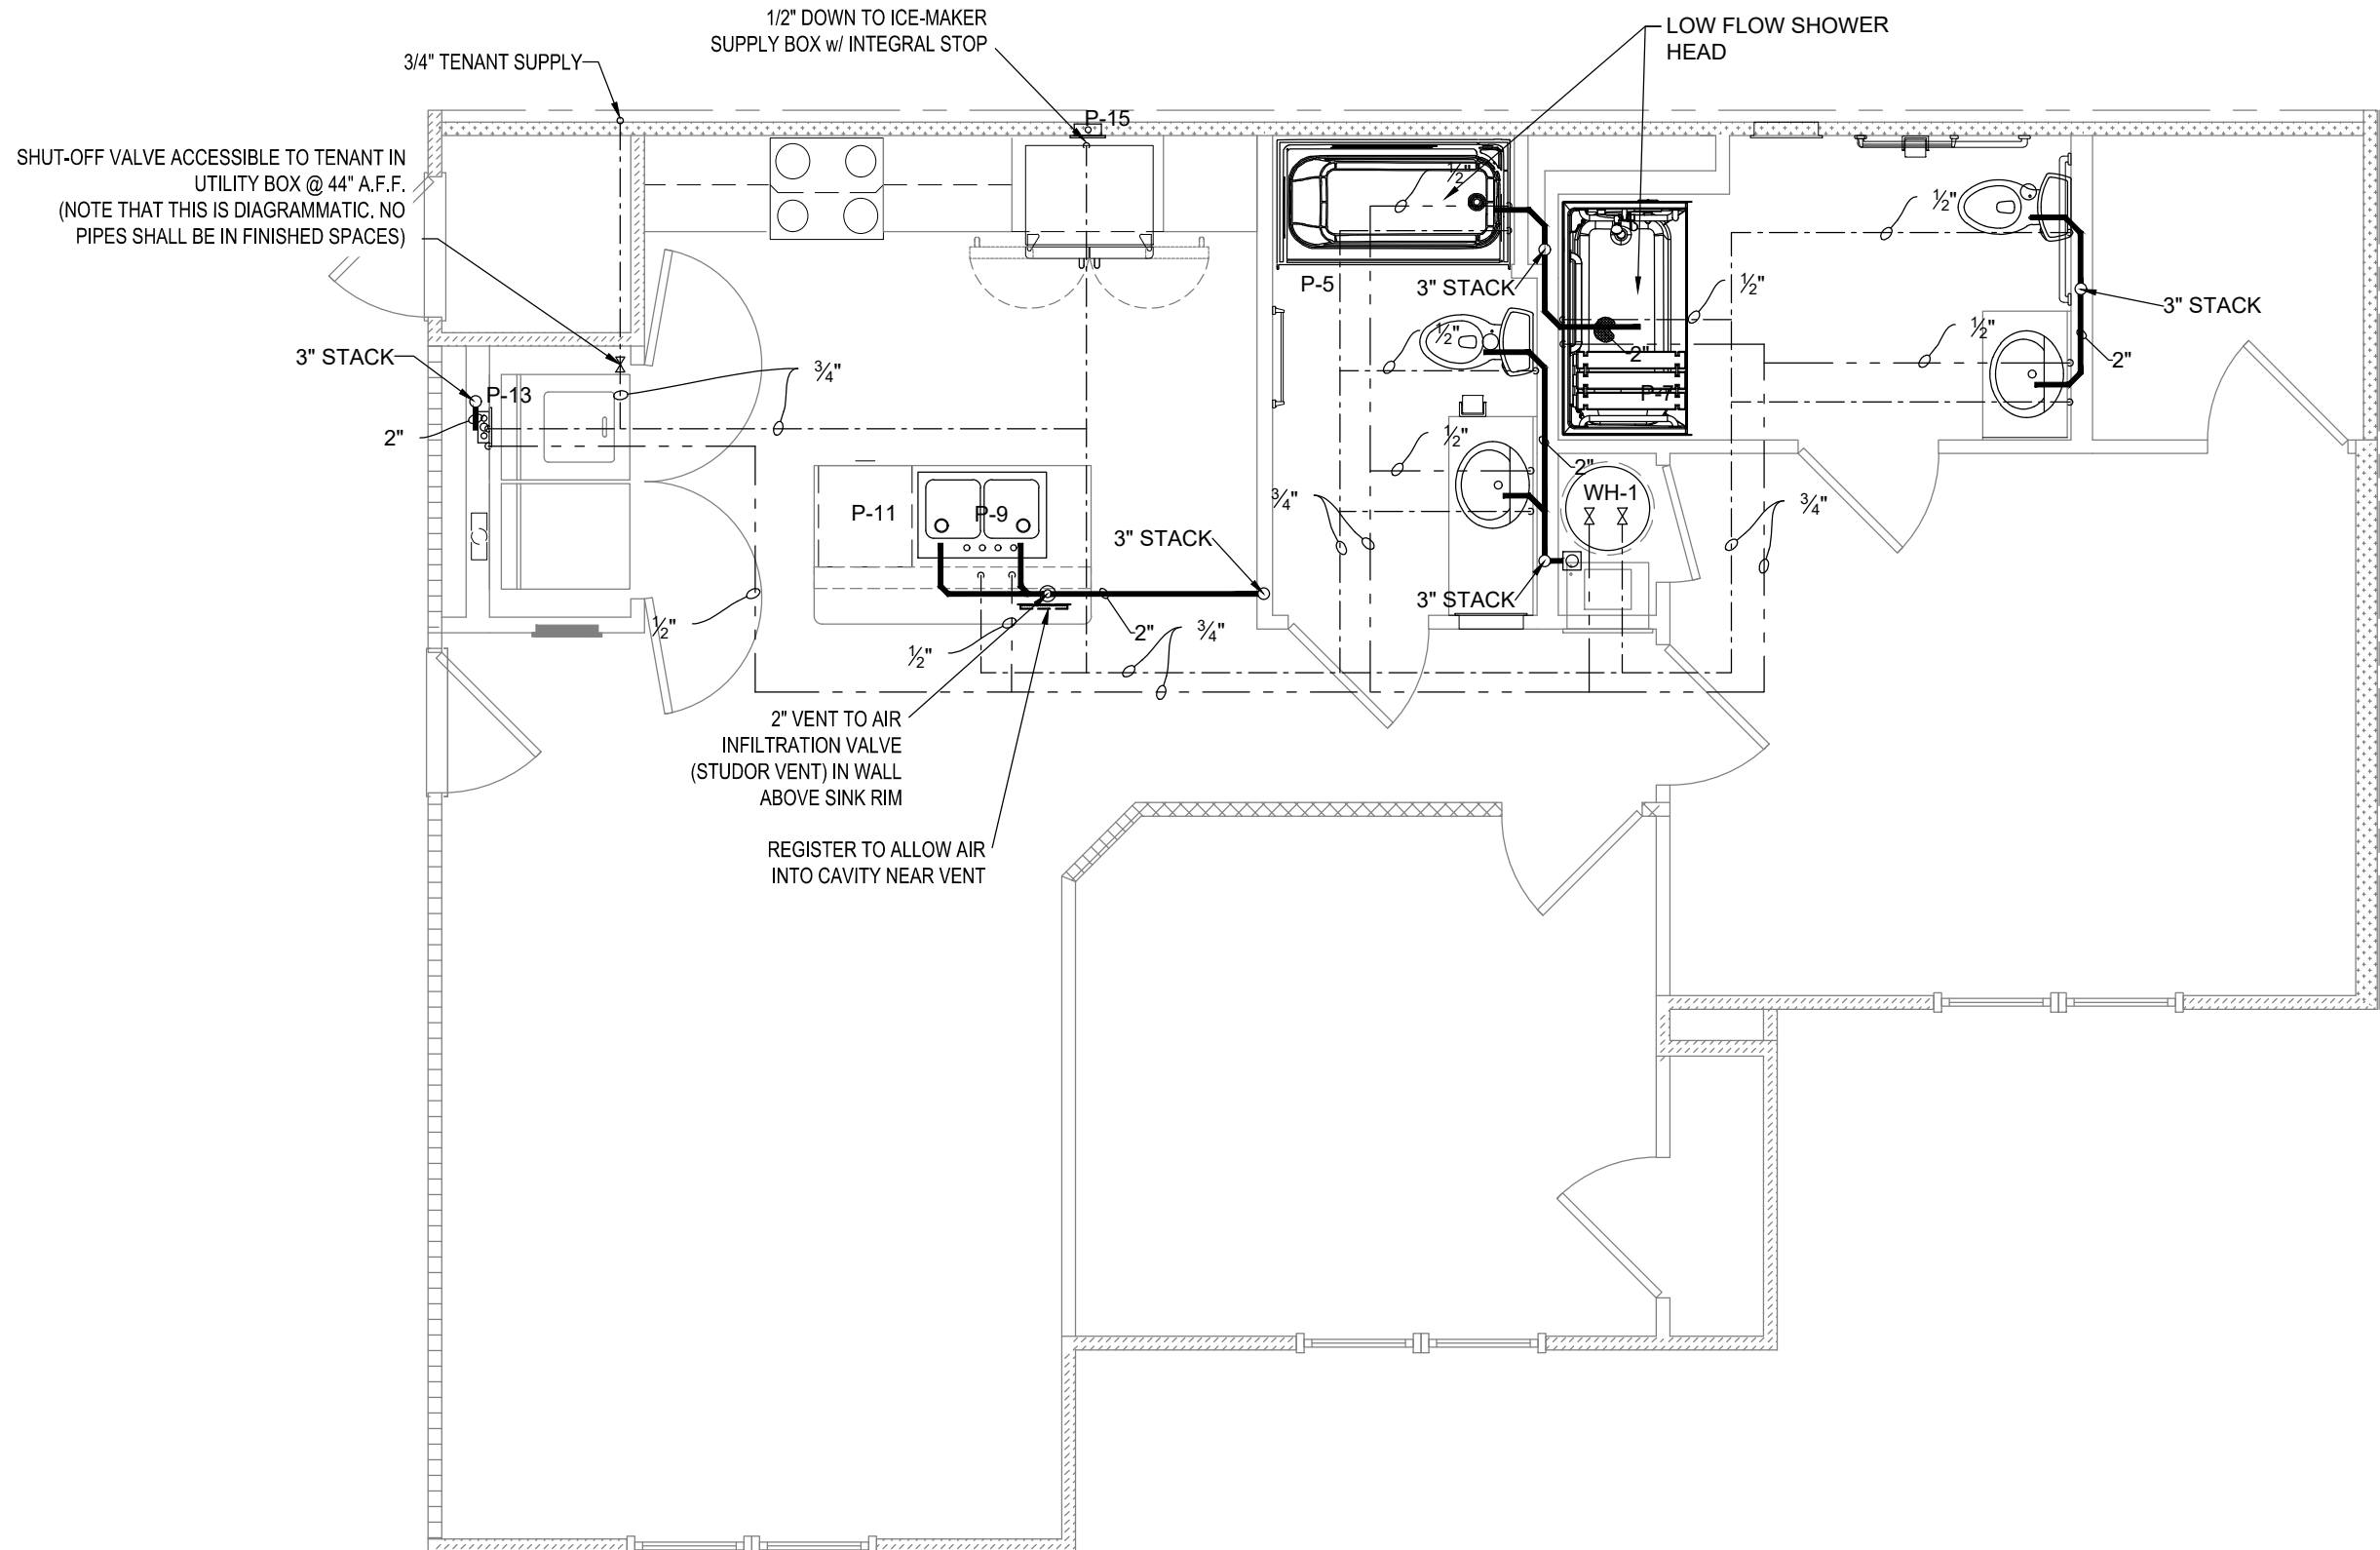 1/2" DOWN TO ICE-MAKER
SUPPLY BOX w/ INTEGRAL STOP
LOW FLOW SHOWER
HEAD
3/4" TENANT SUPPLY
P-15
SHUT-OFF VALVE ACCESSIBLE TO TENANT IN
UTILITY BOX @ 44" A.F.F.
(NOTE THAT THIS IS DIAGRAMMATIC. NO
PIPES SHALL BE IN FINISHED SPACES)
½"
½"
P-5
3" STACK
½"
3" STACK
½"
½"
3" STACK
2"
2"
¾"
P-13
P-7
2"
½"
2"
¾"
WH-1
¾"
P-11
P-9
3" STACK
3" STACK
½"
½"
2"
¾"
2" VENT TO AIR
INFILTRATION VALVE
(STUDOR VENT) IN WALL
ABOVE SINK RIM
REGISTER TO ALLOW AIR
INTO CAVITY NEAR VENT